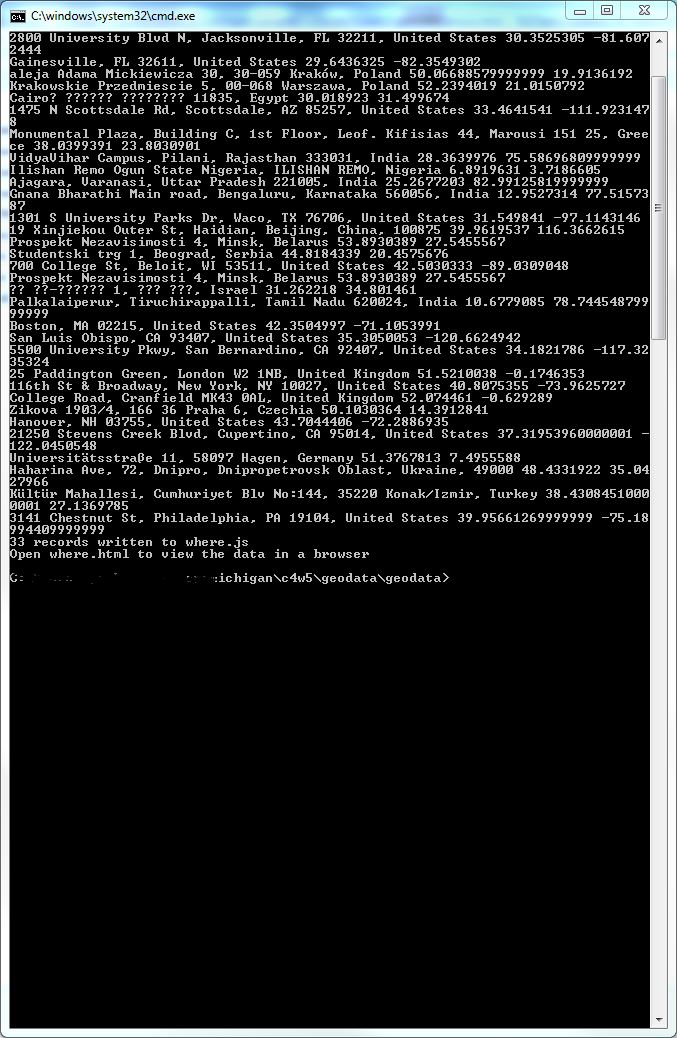 C:\windows\system32\cmd.exe
2800 University Blvd N, Jacksonville, FL 32211, United States 30.3525305 -81.607
2444
Gainesville, FL 32611, United States 29.6436325 -82.3549302
aleja Adama Mickiewicza 30, 30-059 Kraków, Poland 50.06688579999999 19.9136192
Krakowskie Przedmiescie 5, 00-068 Warszawa, Poland 52.2394019 21.0150792
Cairo? ?????? ???????? 11835, Egypt 30.018923 31.499674
1475 N Scottsdale Rd, Scottsdale, AZ 85257, United States 33.4641541 -111.923147
8
Monumental Plaza, Building C, 1st Floor, Leof. Kifisias 44, Marousi 151 25, Gree
ce 38.0399391 23.8030901
VidyaVihar Campus, Pilani, Rajasthan 333031, India 28.3639976 75.58696809999999
Ilishan Remo Ogun State Nigeria, ILISHAN REMO, Nigeria 6.8919631 3.7186605
Ajagara, Varanasi, Uttar Pradesh 221005, India 25.2677203 82.99125819999999
Gnana Bharathi Main road, Bengaluru, Karnataka 560056, India 12.9527314 77.51573
87
1301 S University Parks Dr, Waco, TX 76706, United States 31.549841 -97.1143146
19 Xinjiekou Outer St, Haidian, Beijing, China, 100875 39.9619537 116.3662615
Prospekt Nezavisimosti 4, Minsk, Belarus 53.8930389 27.5455567
Studentski trg 1, Beograd, Serbia 44.8184339 20.4575676
700 College St, Beloit, WI 53511, United States 42.5030333 -89.0309048
Prospekt Nezavisimosti 4, Minsk, Belarus 53.8930389 27.5455567
?? ??-?????? 1, ??? ???, Israel 31.262218 34.801461
Palkalaiperur, Tiruchirappalli, Tamil Nadu 620024, India 10.6779085 78.744548799
99999
Boston, MA 02215, United States 42.3504997 -71.1053991
San Luis Obispo, CA 93407, United States 35.3050053 -120.6624942
5500 University Pkwy, San Bernardino, CA 92407, United States 34.1821786 -117.32
35324
25 Paddington Green, London W2 1NB, United Kingdom 51.5210038 -0.1746353
116th St & Broadway, New York, NY 10027, United States 40.8075355 -73.9625727
College Road, Cranfield MK43 0AL, United Kingdom 52.074461 -0.629289
Zikova 1903/4, 166 36 Praha 6, Czechia 50.1030364 14.3912841
Hanover, NH 03755, United States 43.7044406 -72.2886935
21250 Stevens Creek Blvd, Cupertino, CA 95014, United States 37.31953960000001 -
122.0450548
Universitätsstraße 11, 58097 Hagen, Germany 51.3767813 7.4955588
Haharina Ave, 72, Dnipro, Dnipropetrovsk Oblast, Ukraine, 49000 48.4331922 35.04
27966
Kültür Mahallesi, Cumhuriyet Blv No:144, 35220 Konak/Izmir, Turkey 38.4308451000
0001 27.1369785
3141 Chestnut St, Philadelphia, PA 19104, United States 39.95661269999999 -75.18
994409999999
33 records written to where.js
Open where.html to view the data in a browser
C: :ichigan\c4w5\geodata\geodata>